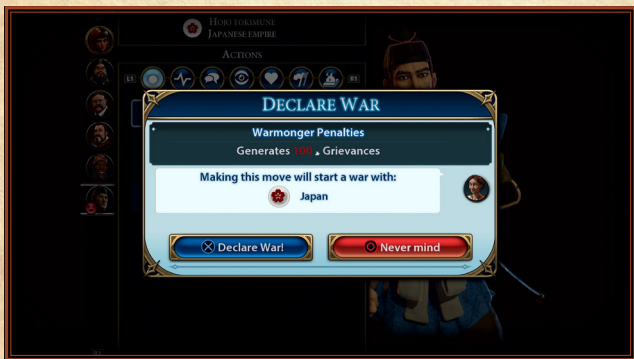 Hojo Tokimune
Japanese Empire
Actions
L1
R1
Declare War
Warmonger Penalties
Generates 100 Grievances
Making this move will start a war with:
Japan
Declare War!
Never mind